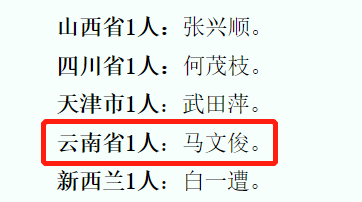 山西省1人：张兴顺。
四川省1人：何茂枝。
天津市1人：武田萍。
云南省1人：马文俊。
新西兰1人：白一遭。